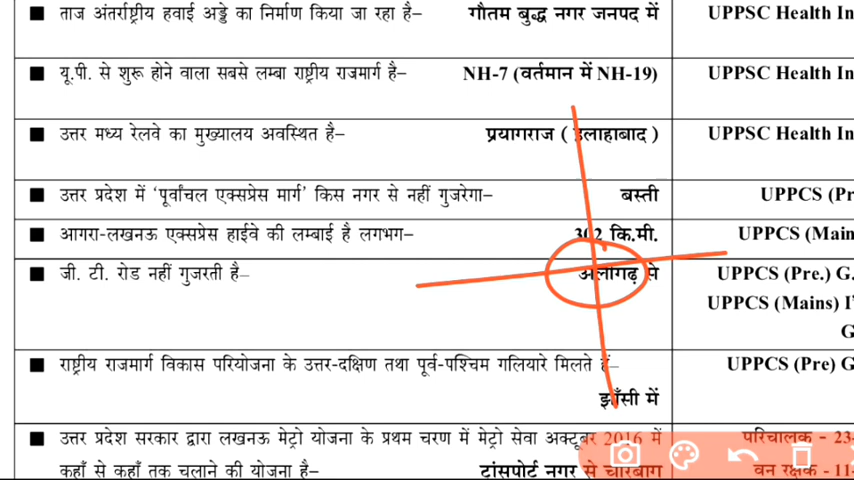 ■ ताज अंतर्राष्ट्रीय हवाई अड्डे का निर्माण किया जा रहा है– गौतम बुद्ध नगर जनपद में UPPSC Health In
■ यू.पी. से शुरू होने वाला सबसे लम्बा राष्ट्रीय राजमार्ग है– NH-7 (वर्तमान में NH-19) UPPSC Health In
■ उत्तर मध्य रेलवे का मुख्यालय अवस्थित है– प्रयागराज ( इलाहाबाद ) UPPSC Health In
■ उत्तर प्रदेश में ‘पूर्वांचल एक्सप्रेस मार्ग’ किस नगर से नहीं गुजरेगा– बस्ती UPPCS (Pr
■ आगरा-लखनऊ एक्सप्रेस हाईवे की लम्बाई है लगभग– 302 कि.मी. UPPCS (Main
■ जी. टी. रोड नहीं गुजरती है– अलीगढ़ से UPPCS (Pre.) G.
UPPCS (Mains) I
G
■ राष्ट्रीय राजमार्ग विकास परियोजना के उत्तर-दक्षिण तथा पूर्व-पश्चिम गलियारे मिलते हैं– UPPCS (Pre) G
झाँसी में
■ उत्तर प्रदेश सरकार द्वारा लखनऊ मेट्रो योजना के प्रथम चरण में मेट्रो सेवा अक्टूबर 2016 में परिचालक - 23-
कहाँ से कहाँ तक चलाने की योजना है– ट्रांसपोर्ट नगर से चारबाग वन रक्षक - 11-